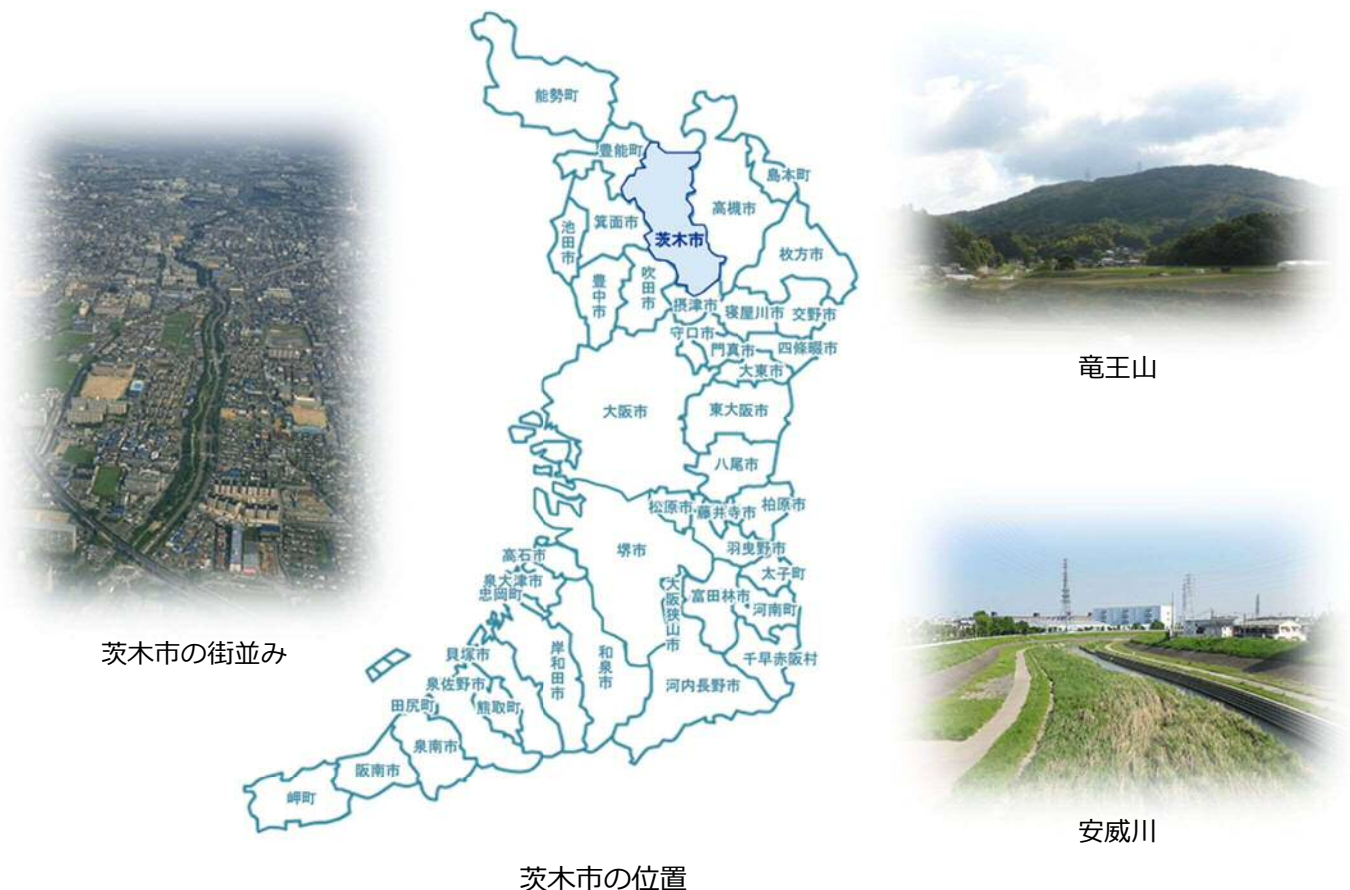 能勢町
豊能町
島本町
高槻市
箕面市
池田市
茨木市
枚方市
吹田市
豊中市
摂津市
寝屋川市
交野市
守口市
門真市
四條畷市
大東市
大阪市
東大阪市
八尾市
松原市
藤井寺市
柏原市
堺市
羽曳野市
高石市
太子町
泉大津市
忠岡町
大阪狭山市
富田林市
河南町
千早赤阪村
貝塚市
岸和田市
和泉市
河内長野市
泉佐野市
熊取町
田尻町
泉南市
阪南市
岬町
茨木市の街並み
茨木市の位置
竜王山
安威川